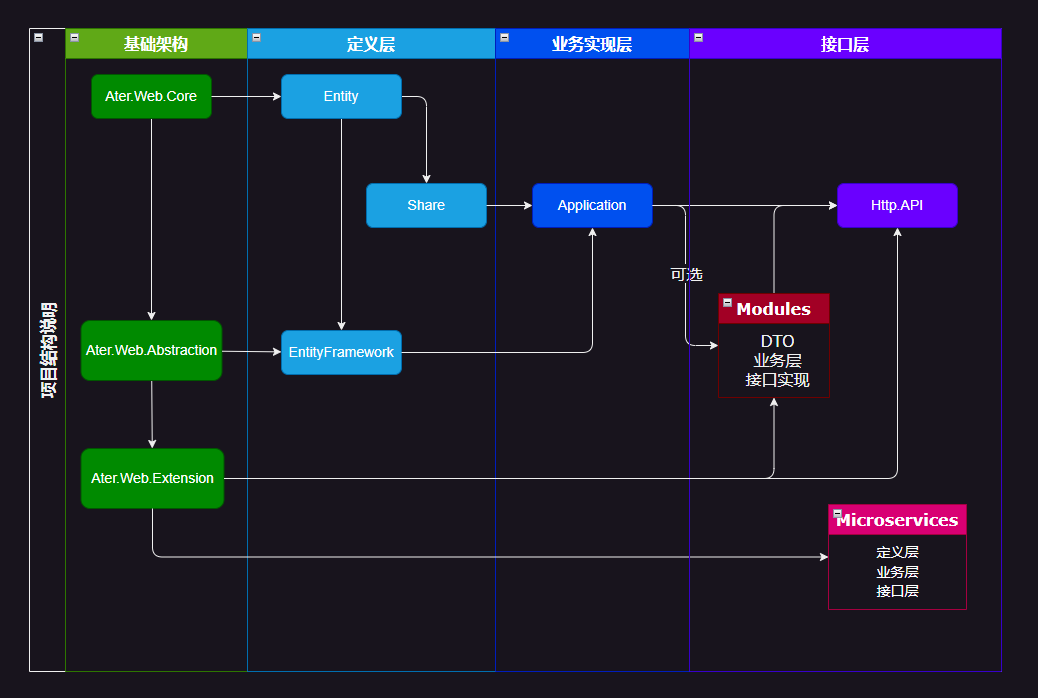 项目结构说明
基础架构
定义层
业务实现层
接口层
Ater.Web.Core
Entity
Share
Application
Http.API
可选
Modules
DTO
业务层
接口实现
Ater.Web.Abstraction
EntityFramework
Ater.Web.Extension
Microservices
定义层
业务层
接口层